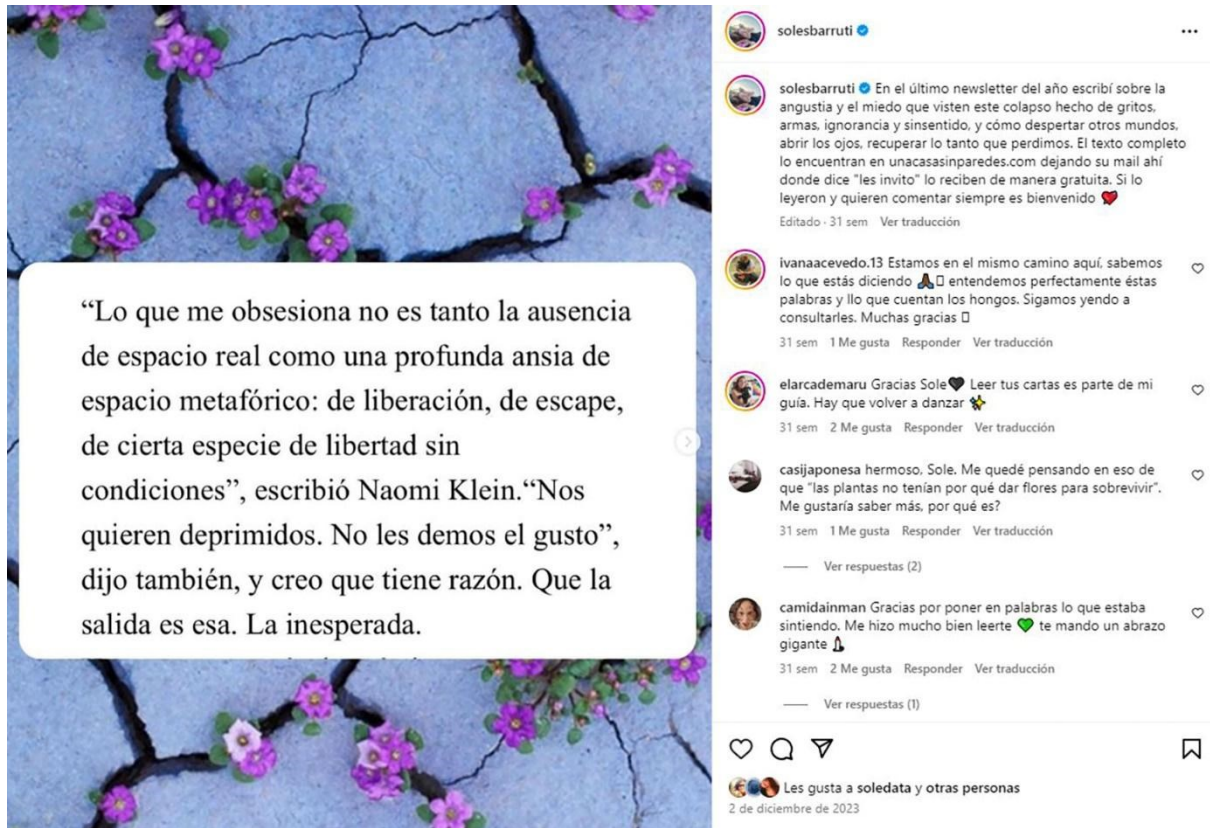 “Lo que me obsesiona no es tanto la ausencia
de espacio real como una profunda ansia de
espacio metafórico: de liberación, de escape,
de cierta especie de libertad sin
condiciones”, escribió Naomi Klein.“Nos
quieren deprimidos. No les demos el gusto”,
dijo también, y creo que tiene razón. Que la
salida es esa. La inesperada.
solesbarruti
solesbarruti En el último newsletter del año escribí sobre la
angustia y el miedo que visten este colapso hecho de gritos,
armas, ignorancia y sinsentido, y cómo despertar otros mundos,
abrir los ojos, recuperar lo tanto que perdimos. El texto completo
lo encuentran en unacasasinparedes.com dejando su mail ahí
donde dice "les invito" lo reciben de manera gratuita. Si lo
leyeron y quieren comentar siempre es bienvenido ❤️
Editado · 31 sem Ver traducción
ivanaacevedo.13 Estamos en el mismo camino aquí, sabemos
lo que estás diciendo 🙏🏾 entendemos perfectamente éstas
palabras y llo que cuentan los hongos. Sigamos yendo a
consultarles. Muchas gracias
31 sem 1 Me gusta Responder Ver traducción
elarcademaru Gracias Sole🖤 Leer tus cartas es parte de mi
guía. Hay que volver a danzar ✨
31 sem 2 Me gusta Responder Ver traducción
casijaponesa hermoso, Sole. Me quedé pensando en eso de
que "las plantas no tenían por qué dar flores para sobrevivir".
Me gustaría saber más, por qué es?
31 sem 1 Me gusta Responder Ver traducción
Ver respuestas (2)
camidainman Gracias por poner en palabras lo que estaba
sintiendo. Me hizo mucho bien leerte 💚 te mando un abrazo
gigante 🕯️
31 sem 2 Me gusta Responder Ver traducción
Ver respuestas (1)
Les gusta a soledata y otras personas
2 de diciembre de 2023